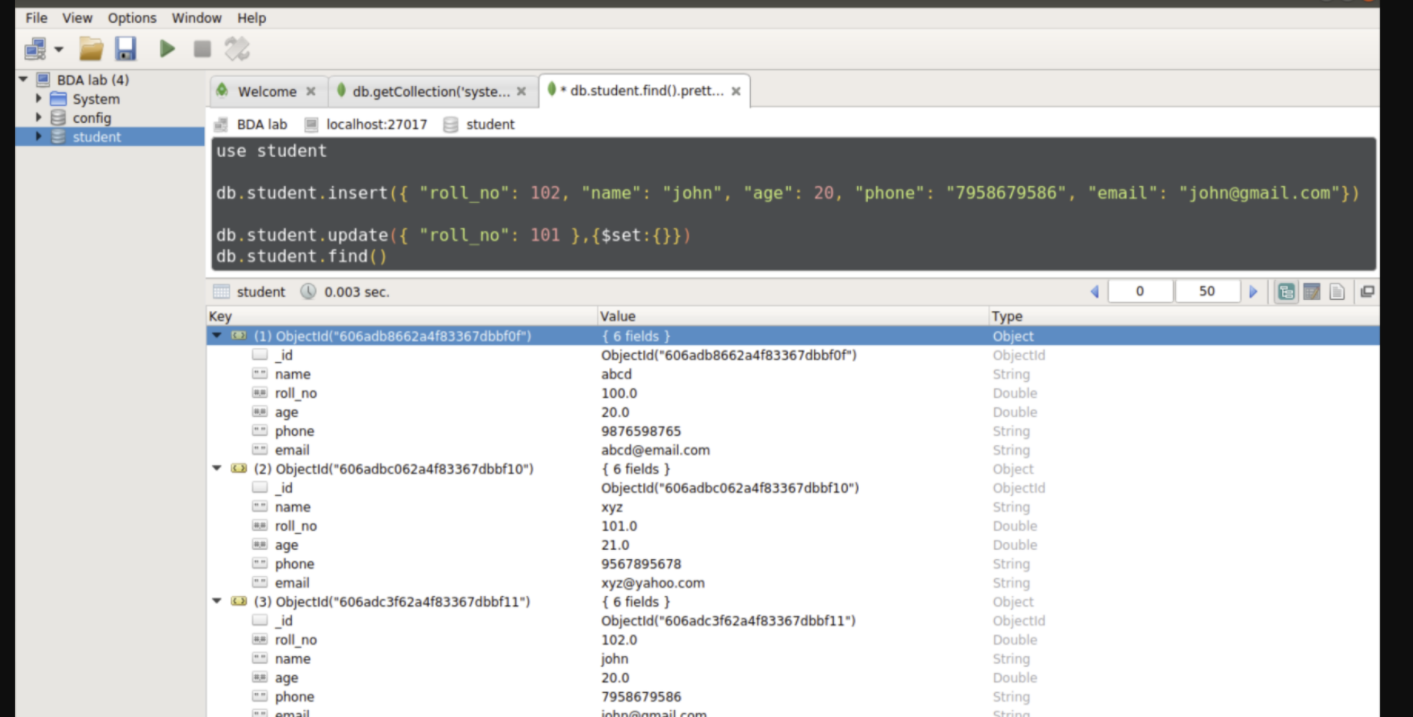 File View Options Window Help
BDA lab (4)
System
config
student
Welcome
db.getCollection('syste...
* db.student.find().prett...
BDA lab localhost:27017 student
use student
db.student.insert({ "roll_no": 102, "name": "john", "age": 20, "phone": "7958679586", "email": "john@gmail.com"})
db.student.update({ "roll_no": 101 },{$set:{}})
db.student.find()
student 0.003 sec. 0 50
Key Value Type
(1) ObjectId("606adb8662a4f83367dbbf0f") { 6 fields } Object
_id ObjectId("606adb8662a4f83367dbbf0f") ObjectId
name abcd String
roll_no 100.0 Double
age 20.0 Double
phone 9876598765 String
email abcd@email.com String
(2) ObjectId("606adbc062a4f83367dbbf10") { 6 fields } Object
_id ObjectId("606adbc062a4f83367dbbf10") ObjectId
name xyz String
roll_no 101.0 Double
age 21.0 Double
phone 9567895678 String
email xyz@yahoo.com String
(3) ObjectId("606adc3f62a4f83367dbbf11") { 6 fields } Object
_id ObjectId("606adc3f62a4f83367dbbf11") ObjectId
roll_no 102.0 Double
name john String
age 20.0 Double
phone 7958679586 String
email john@gmail.com String